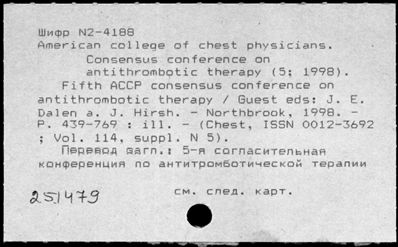 Шифр N2-4188
American college of chest physicians.
Consensus conference on
antithrombotic therapy (5; 1998).
Fifth ACCP consensus conference on
antithrombotic therapy / Guest eds: J. E.
Dalen a. J. Hirsh. - Northbrook, 1998. -
P. 439-769 : ill. - (Chest, ISSN 0012-3692
; Vol. 114, suppl. N 5).
Перевод загл.: 5-я согласительная
конференция по антитромботической терапии
251479
см. след. карт.